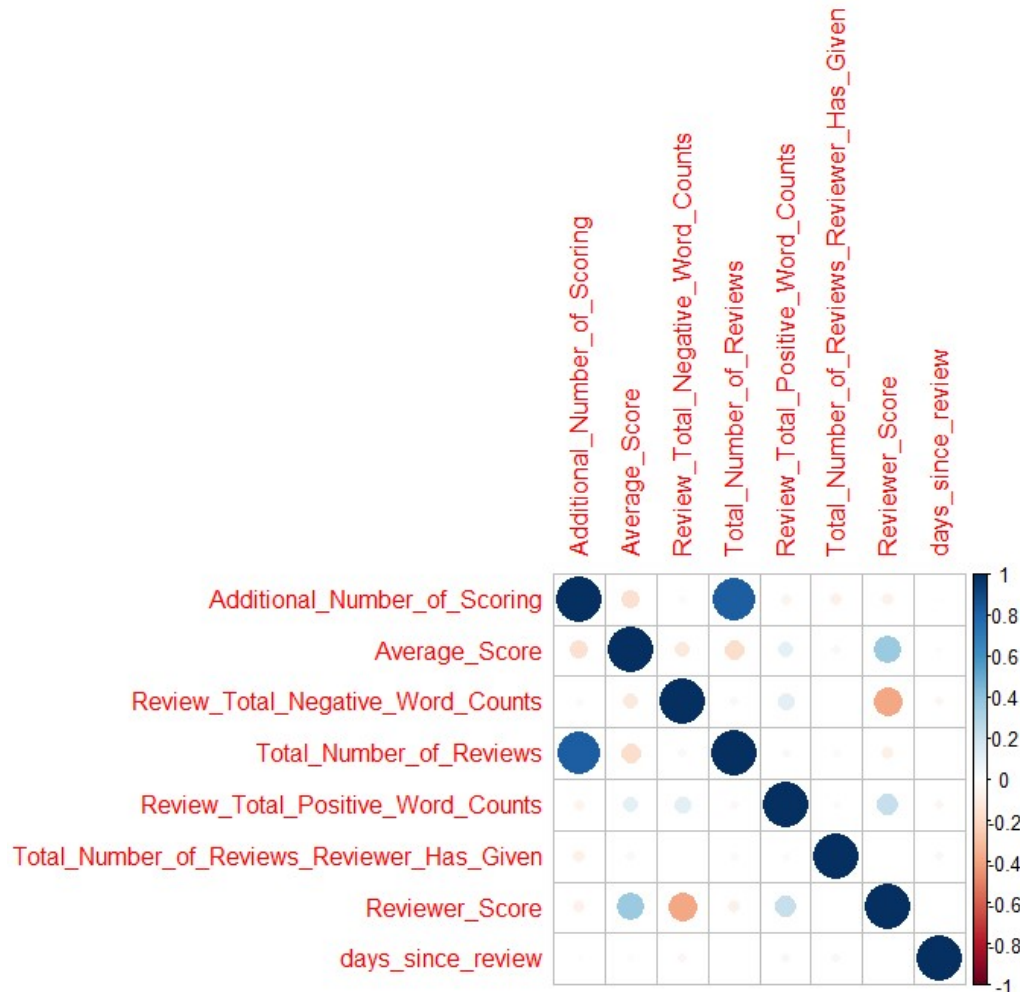 Additional_Number_of_Scoring
Average_Score
Review_Total_Negative_Word_Counts
Total_Number_of_Reviews
Review_Total_Positive_Word_Counts
Total_Number_of_Reviews_Reviewer_Has_Given
Reviewer_Score
days_since_review
Additional_Number_of_Scoring
Average_Score
Review_Total_Negative_Word_Counts
Total_Number_of_Reviews
Review_Total_Positive_Word_Counts
Total_Number_of_Reviews_Reviewer_Has_Given
Reviewer_Score
days_since_review
1
0.8
0.6
0.4
0.2
0
-0.2
-0.4
-0.6
-0.8
-1